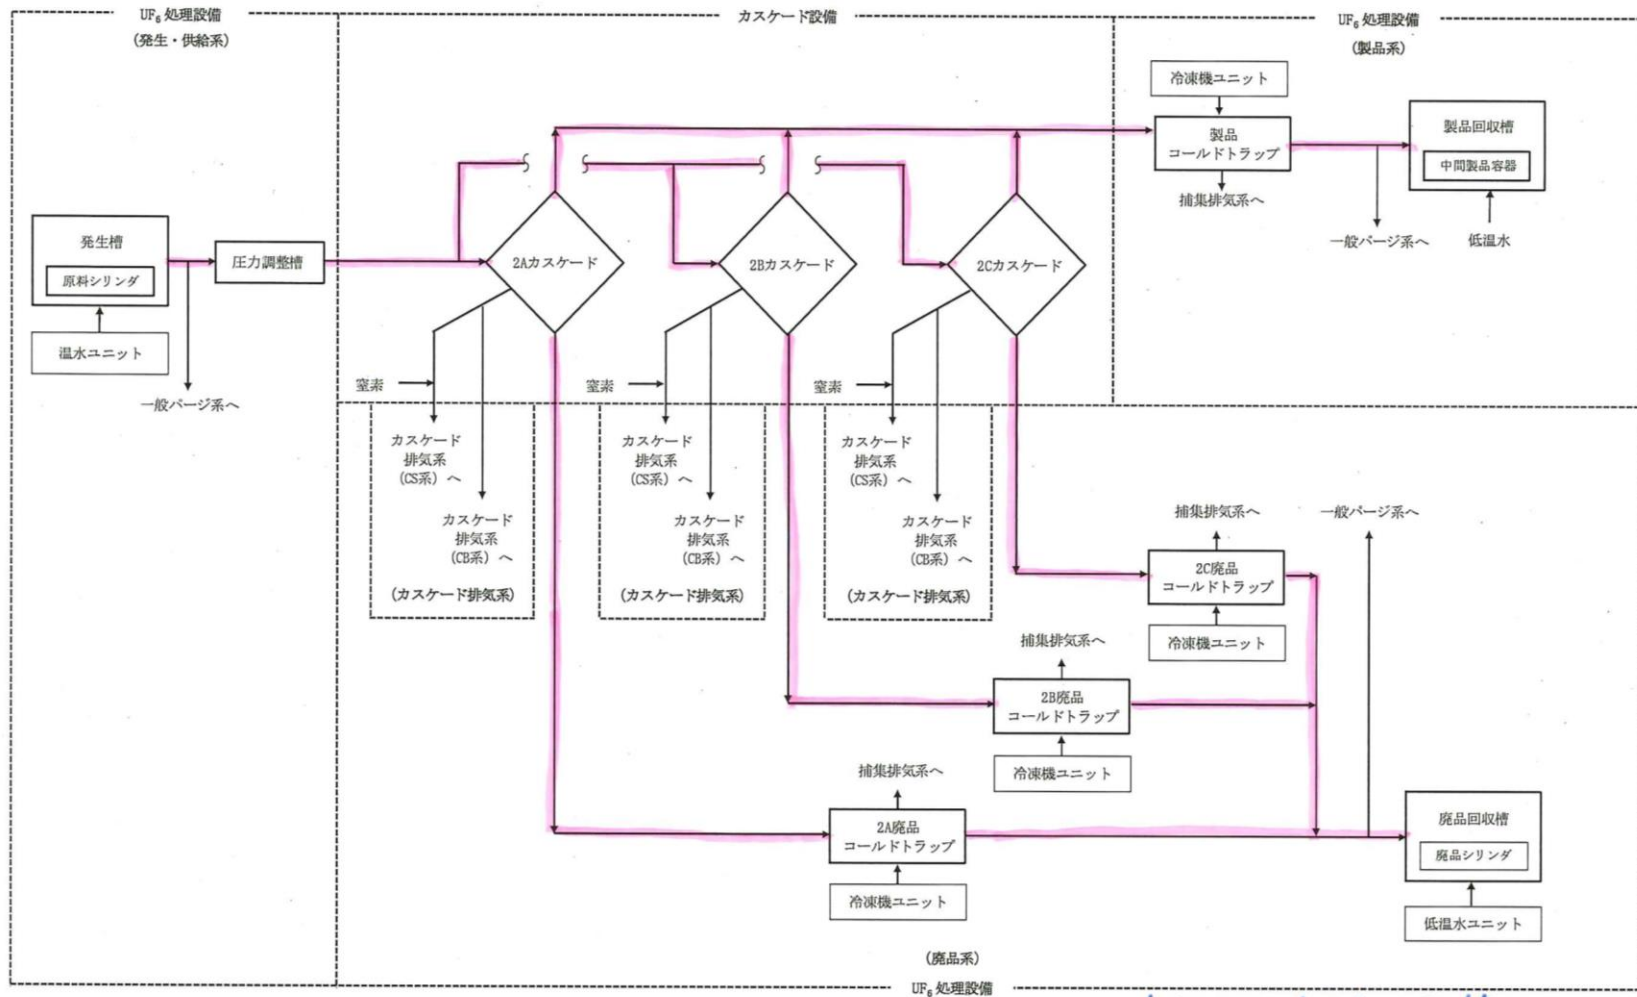 UF₆ 処理設備
(発生・供給系)
カスケード設備
UF₆ 処理設備
(製品系)
冷凍機ユニット
製品
コールドトラップ
捕集排気系へ
製品回収槽
中間製品容器
一般パージ系へ
低温水
発生槽
原料シリンダ
温水ユニット
圧力調整槽
一般パージ系へ
2Aカスケード
2Bカスケード
2Cカスケード
窒素
窒素
窒素
カスケード
排気系
(CS系) へ
カスケード
排気系
(CB系) へ
(カスケード排気系)
カスケード
排気系
(CS系) へ
カスケード
排気系
(CB系) へ
(カスケード排気系)
カスケード
排気系
(CS系) へ
カスケード
排気系
(CB系) へ
(カスケード排気系)
捕集排気系へ
2C廃品
コールドトラップ
冷凍機ユニット
一般パージ系へ
捕集排気系へ
2B廃品
コールドトラップ
冷凍機ユニット
捕集排気系へ
2A廃品
コールドトラップ
冷凍機ユニット
廃品回収槽
廃品シリンダ
低温水ユニット
(廃品系)
UF₆ 処理設備